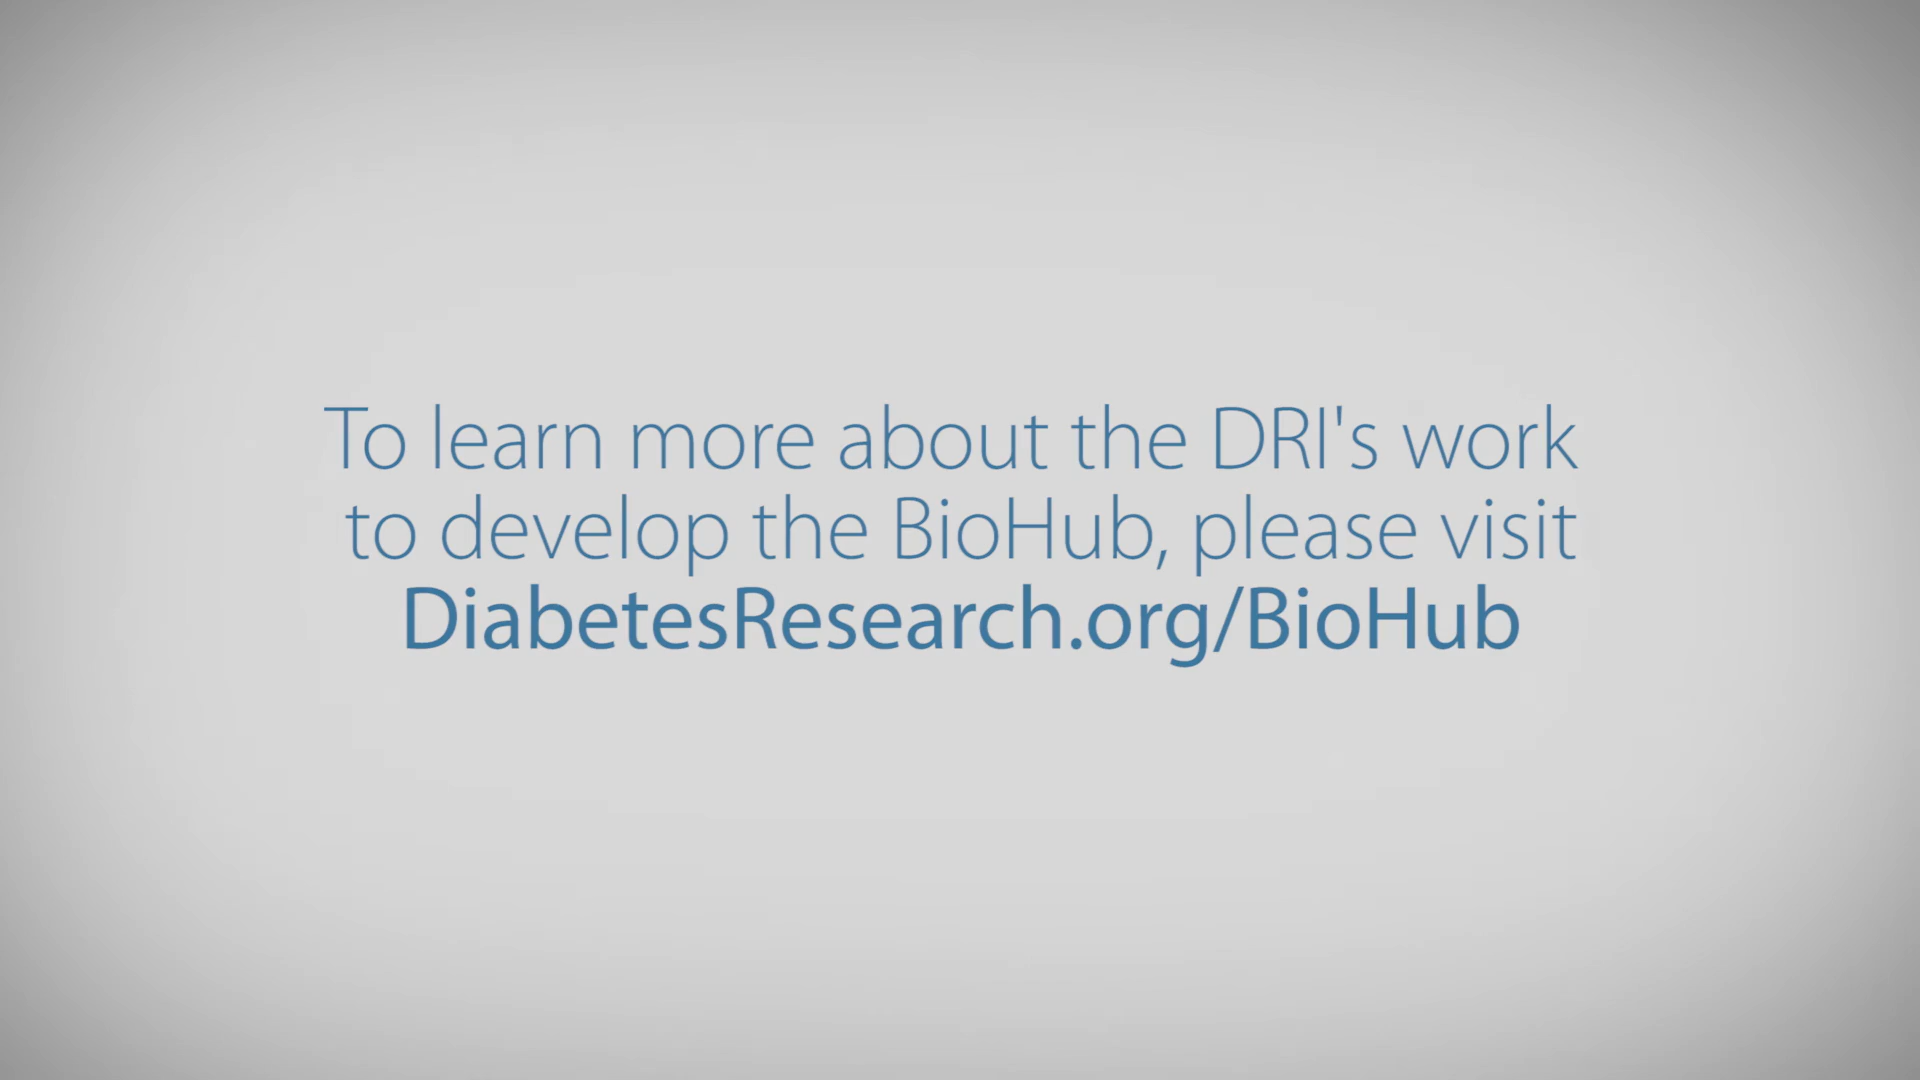 To learn more about the DRI's work
to develop the BioHub, please visit
DiabetesResearch.org/BioHub